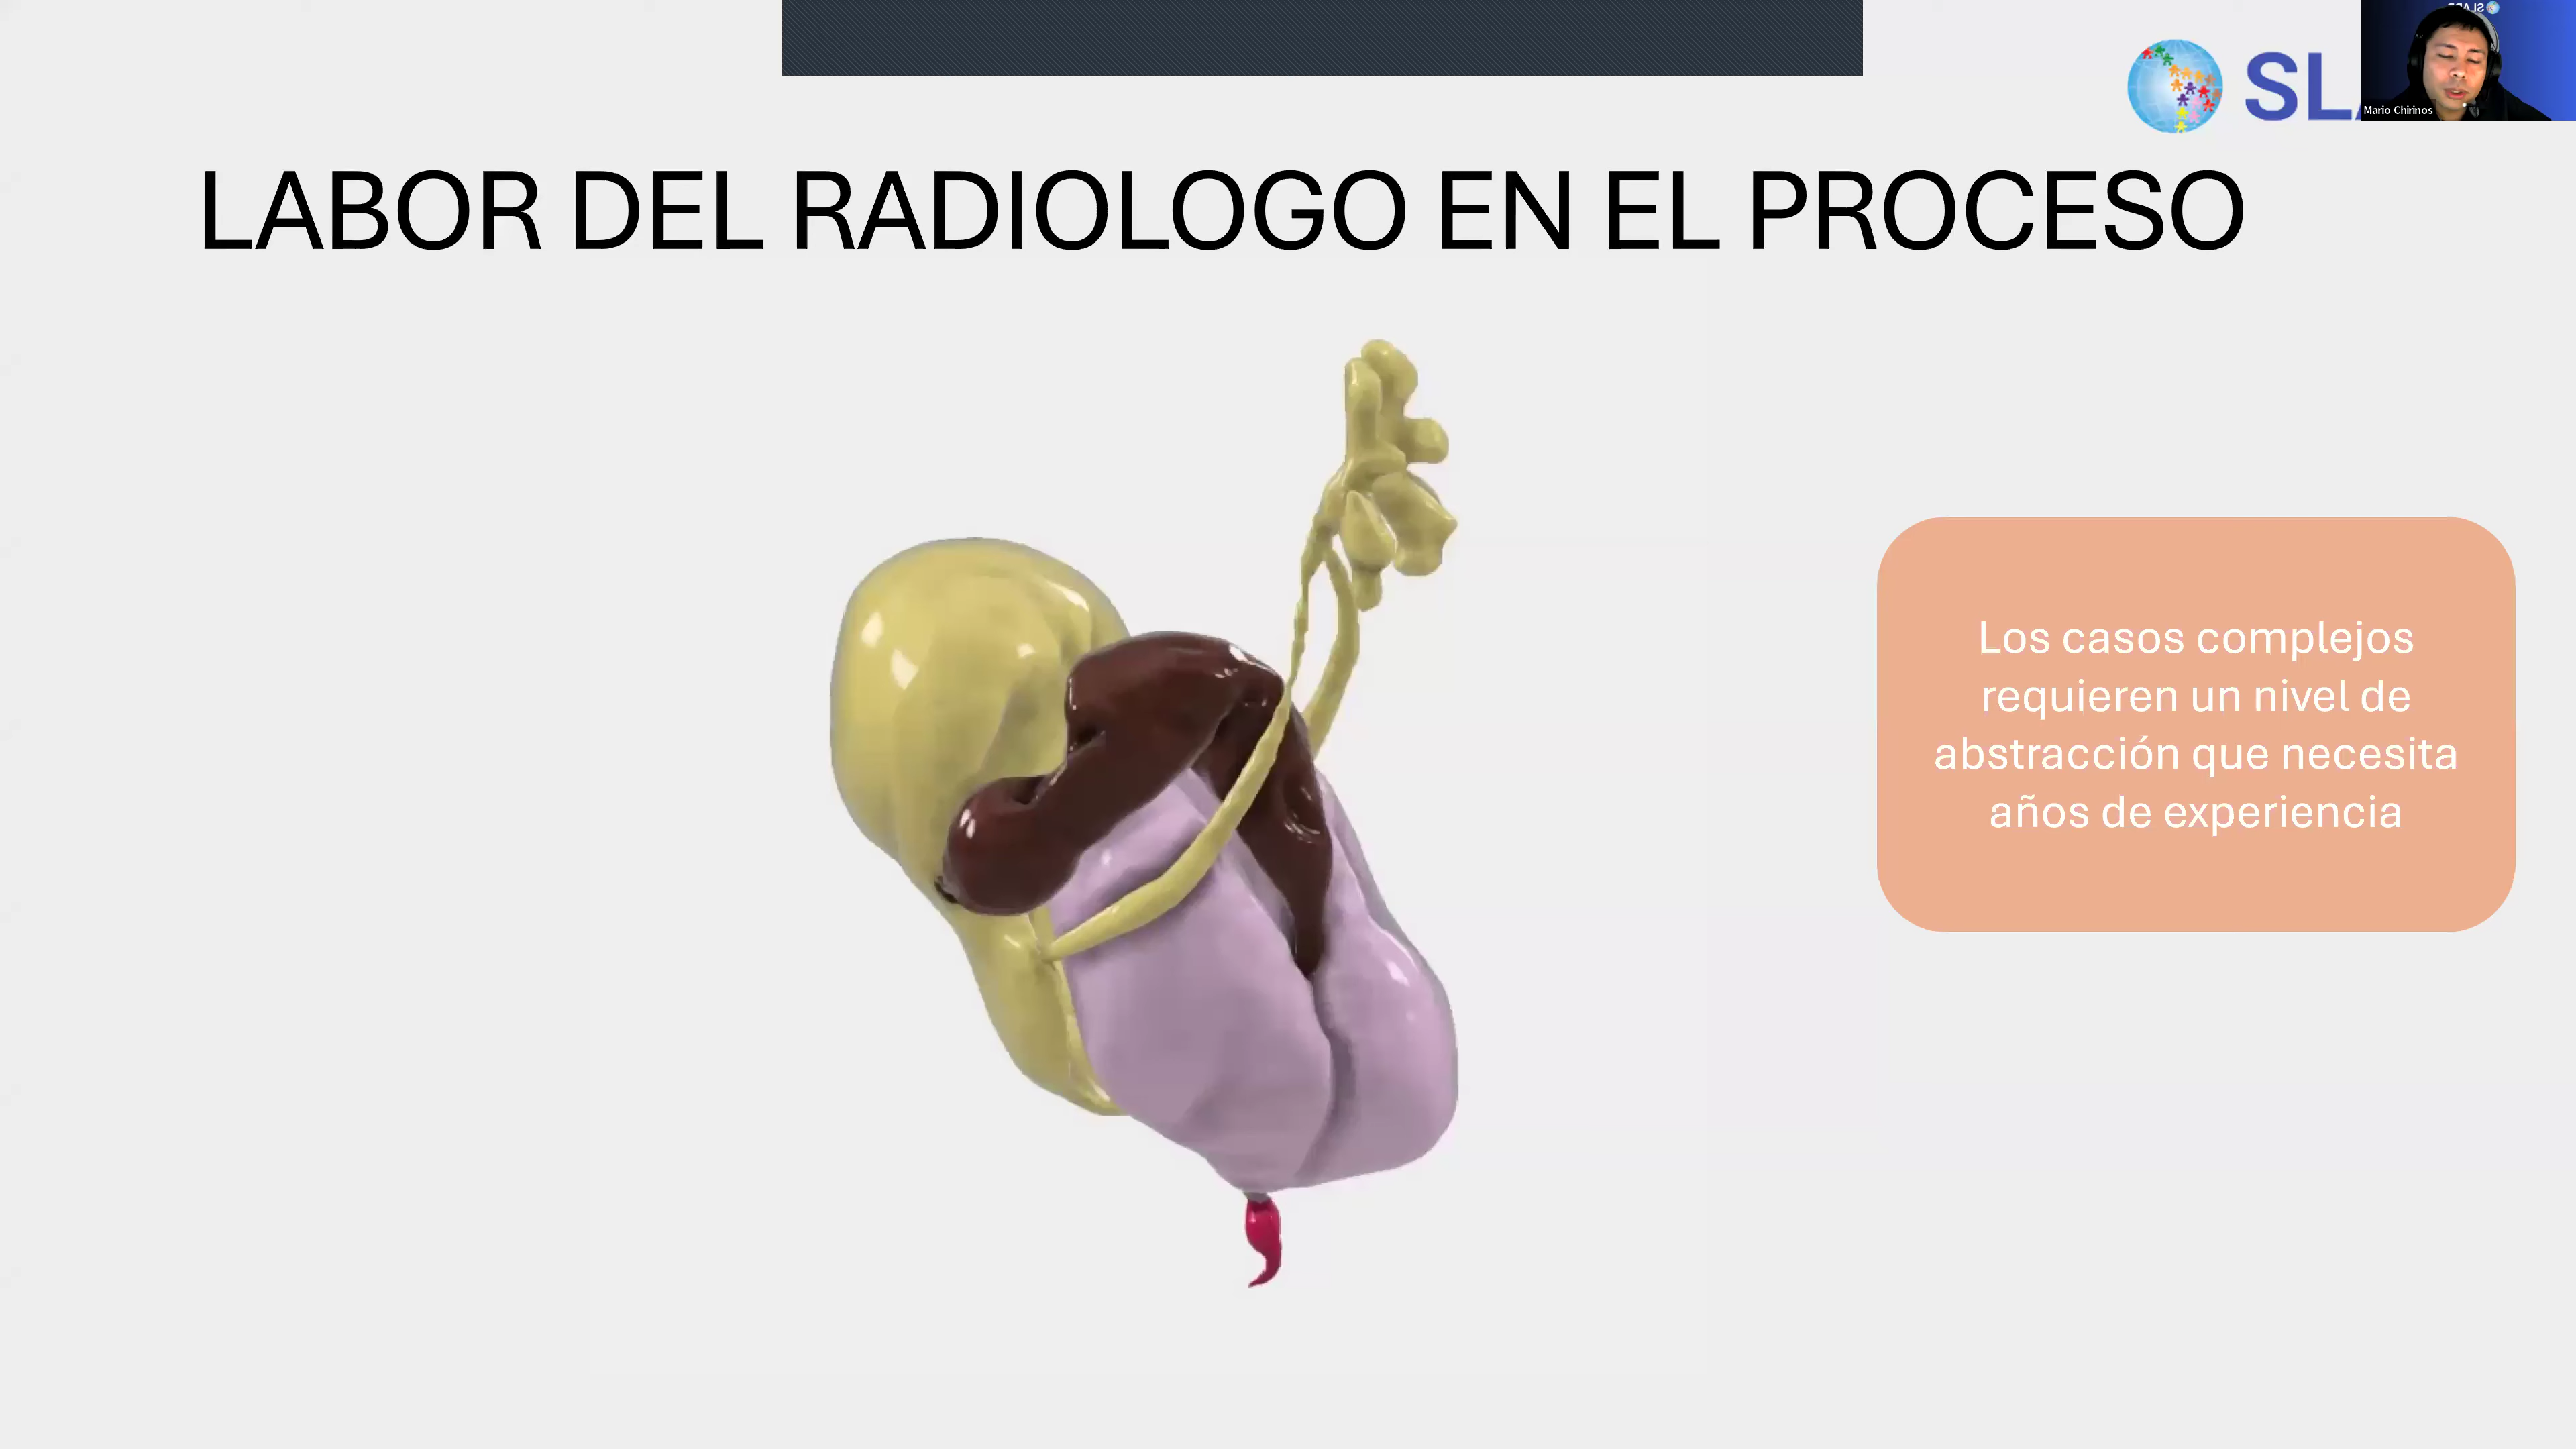 SL
Mario Chirinos
LABOR DEL RADIOLOGO EN EL PROCESO
Los casos complejos
requieren un nivel de
abstracción que necesita
años de experiencia